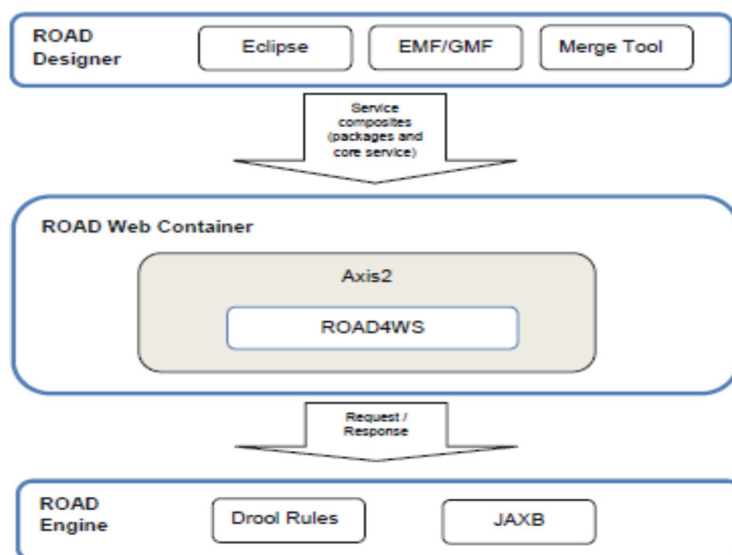 ROAD
Designer
Eclipse
EMF/GMF
Merge Tool
Service
composites
(packages and
core service)
ROAD Web Container
Axis2
ROAD4WS
Request /
Response
ROAD
Engine
Drool Rules
JAXB